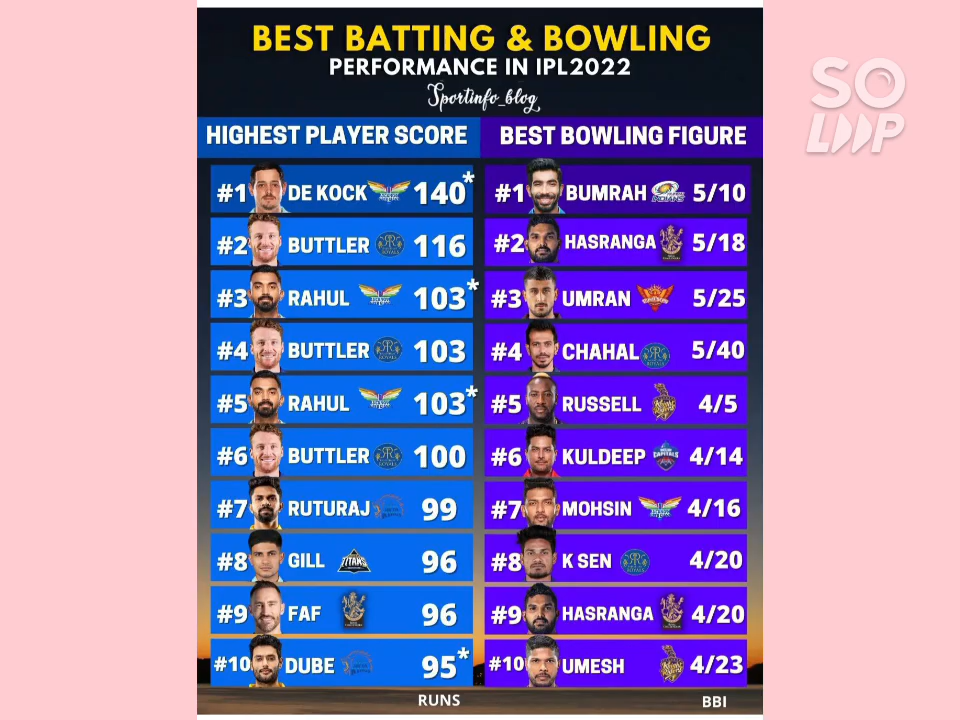 BEST BATTING & BOWLING
PERFORMANCE IN IPL2022
Sportinfo_blog
SO
LOOP
HIGHEST PLAYER SCORE
#1 DE KOCK 140*
#2 BUTTLER 116
#3 RAHUL 103*
#4 BUTTLER 103
#5 RAHUL 103*
#6 BUTTLER 100
#7 RUTURAJ 99
#8 GILL TITANS 96
#9 FAF 96
#10 DUBE 95*
RUNS
BEST BOWLING FIGURE
#1 BUMRAH INDIANS 5/10
#2 HASRANGA 5/18
#3 UMRAN 5/25
#4 CHAHAL 5/40
#5 RUSSELL 4/5
#6 KULDEEP CAPITALS 4/14
#7 MOHSIN 4/16
#8 K SEN 4/20
#9 HASRANGA 4/20
#10 UMESH 4/23
BBI